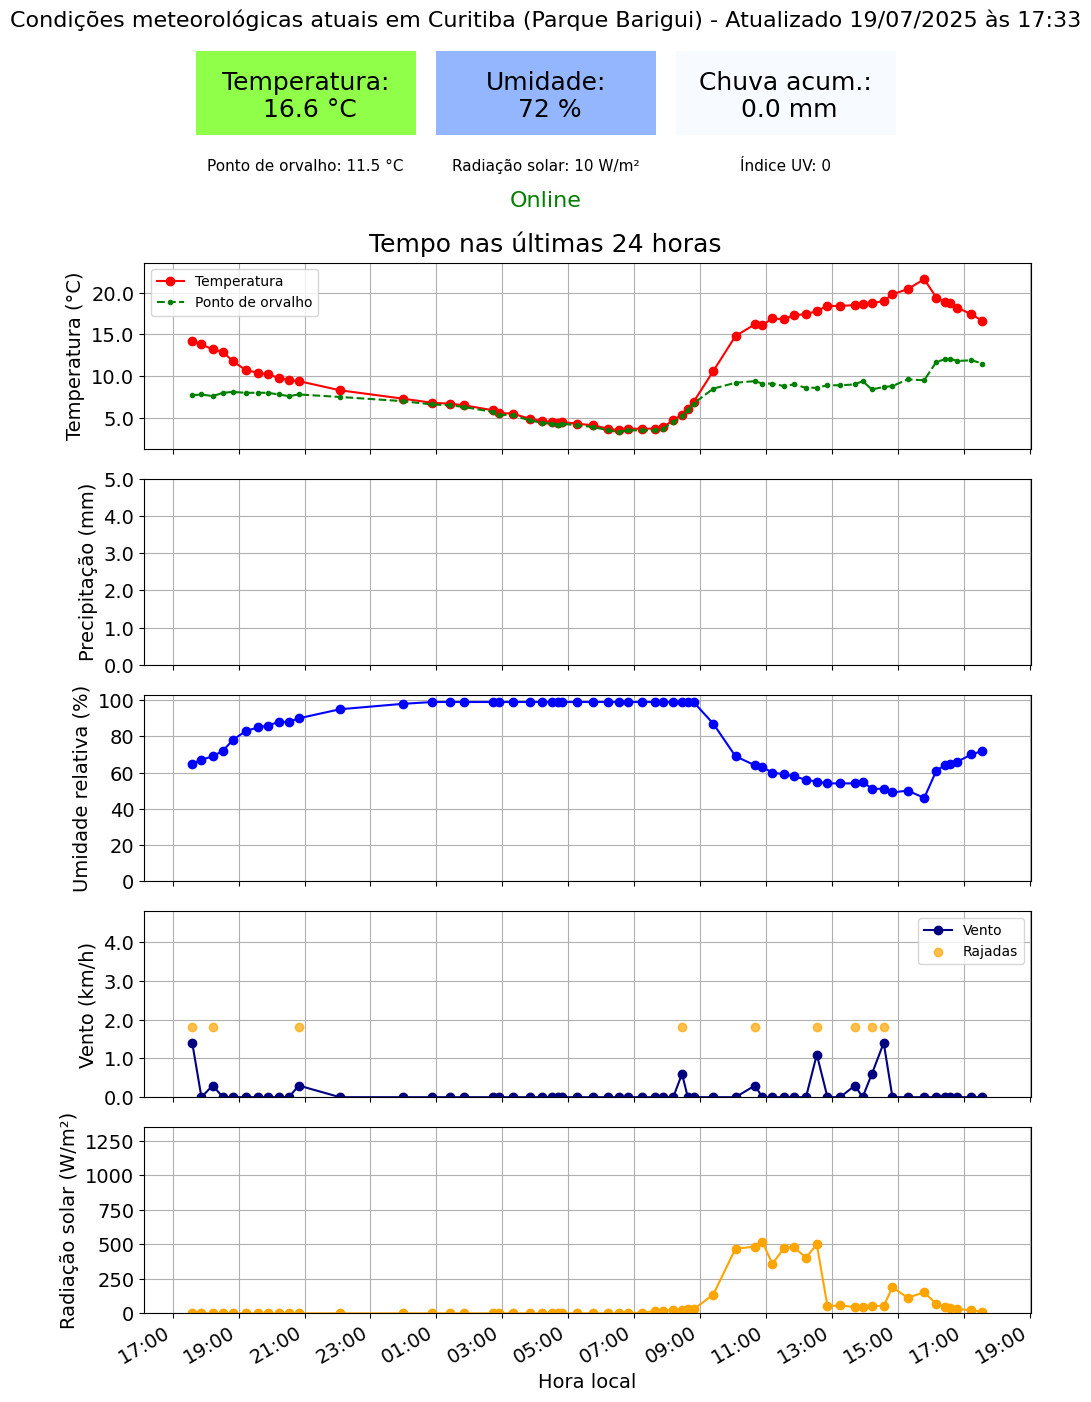 Condições meteorológicas atuais em Curitiba (Parque Barigui) - Atualizado 19/07/2025 às 17:33
Temperatura:
16.6 °C
Umidade:
72 %
Chuva acum.:
0.0 mm
Ponto de orvalho: 11.5 °C
Radiação solar: 10 W/m²
Índice UV: 0
Online
Tempo nas últimas 24 horas
Temperatura (°C)
20.0
15.0
10.0
5.0
Temperatura
Ponto de orvalho
Precipitação (mm)
5.0
4.0
3.0
2.0
1.0
0.0
Umidade relativa (%)
100
80
60
40
20
0
Vento (km/h)
4.0
3.0
2.0
1.0
0.0
Vento
Rajadas
Radiação solar (W/m²)
1250
1000
750
500
250
0
17:00
19:00
21:00
23:00
01:00
03:00
05:00
07:00
09:00
11:00
13:00
15:00
17:00
19:00
Hora local